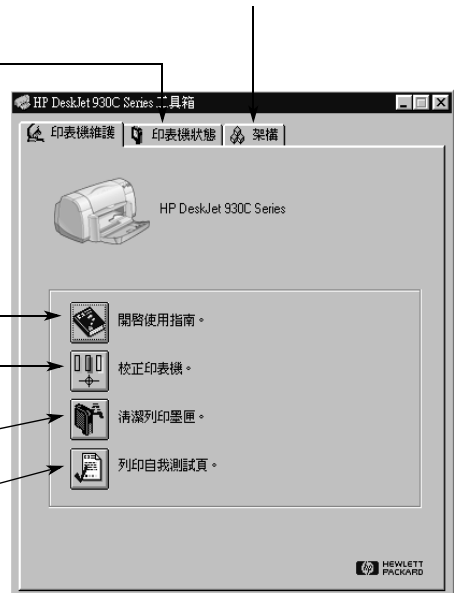 HP DeskJet 930C Series 工具箱
印表機維護 印表機狀態 架構
HP DeskJet 930C Series
開啟使用指南。
校正印表機。
清潔列印墨匣。
列印自我測試頁。
hp HEWLETT
PACKARD